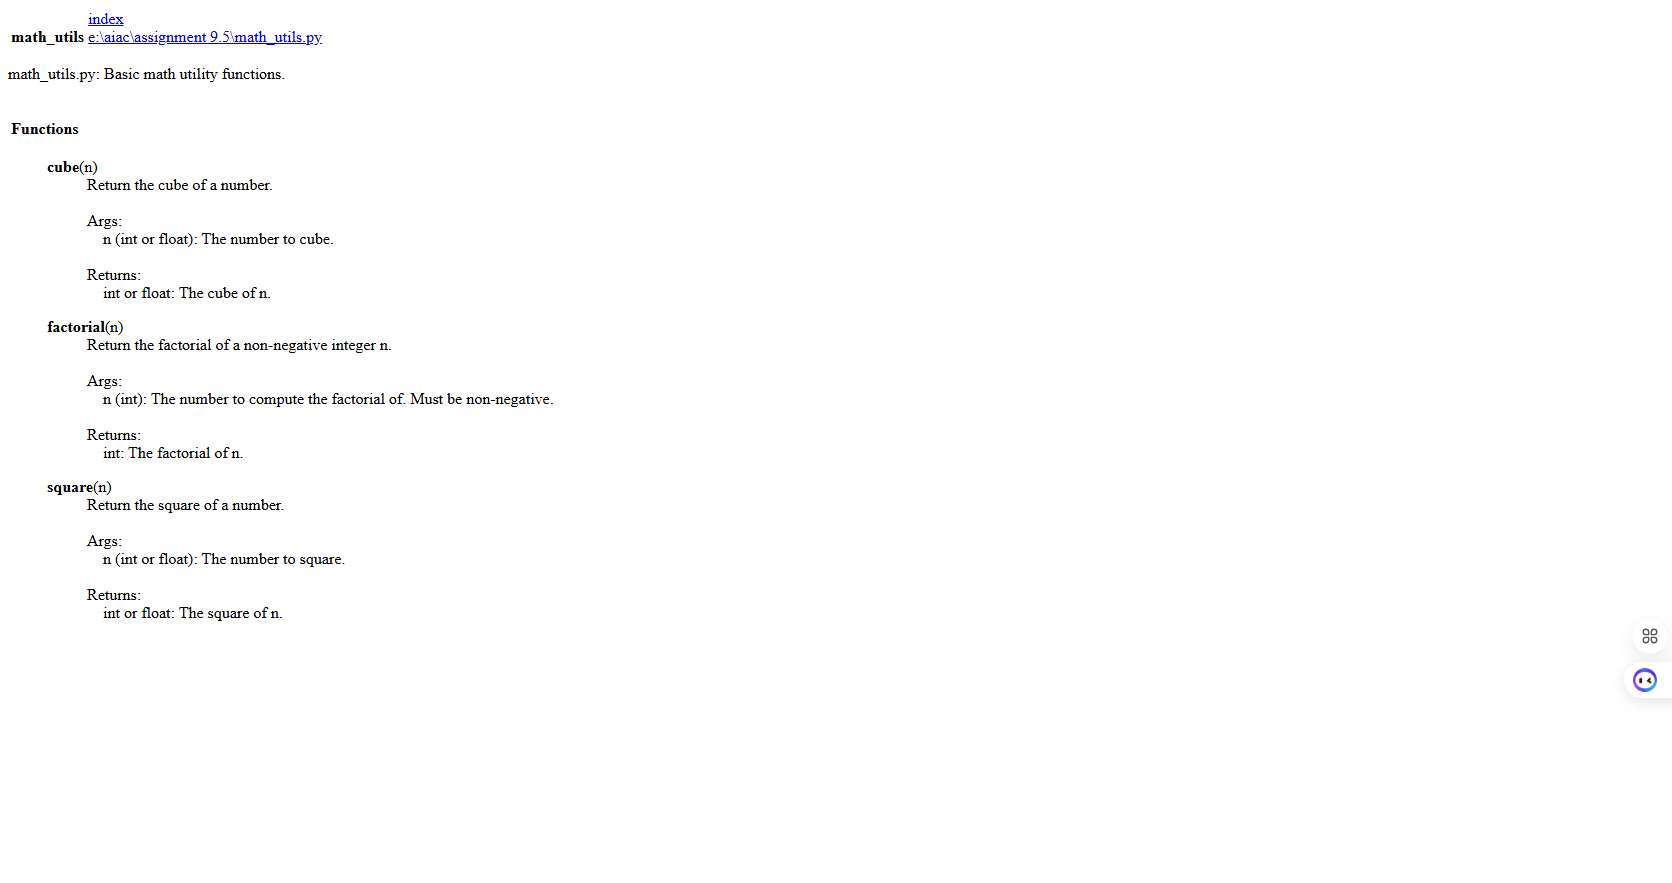 index
math_utils e:\aiac\assignment 9.5\math_utils.py
math_utils.py: Basic math utility functions.
Functions
cube(n)
Return the cube of a number.
Args:
n (int or float): The number to cube.
Returns:
int or float: The cube of n.
factorial(n)
Return the factorial of a non-negative integer n.
Args:
n (int): The number to compute the factorial of. Must be non-negative.
Returns:
int: The factorial of n.
square(n)
Return the square of a number.
Args:
n (int or float): The number to square.
Returns:
int or float: The square of n.